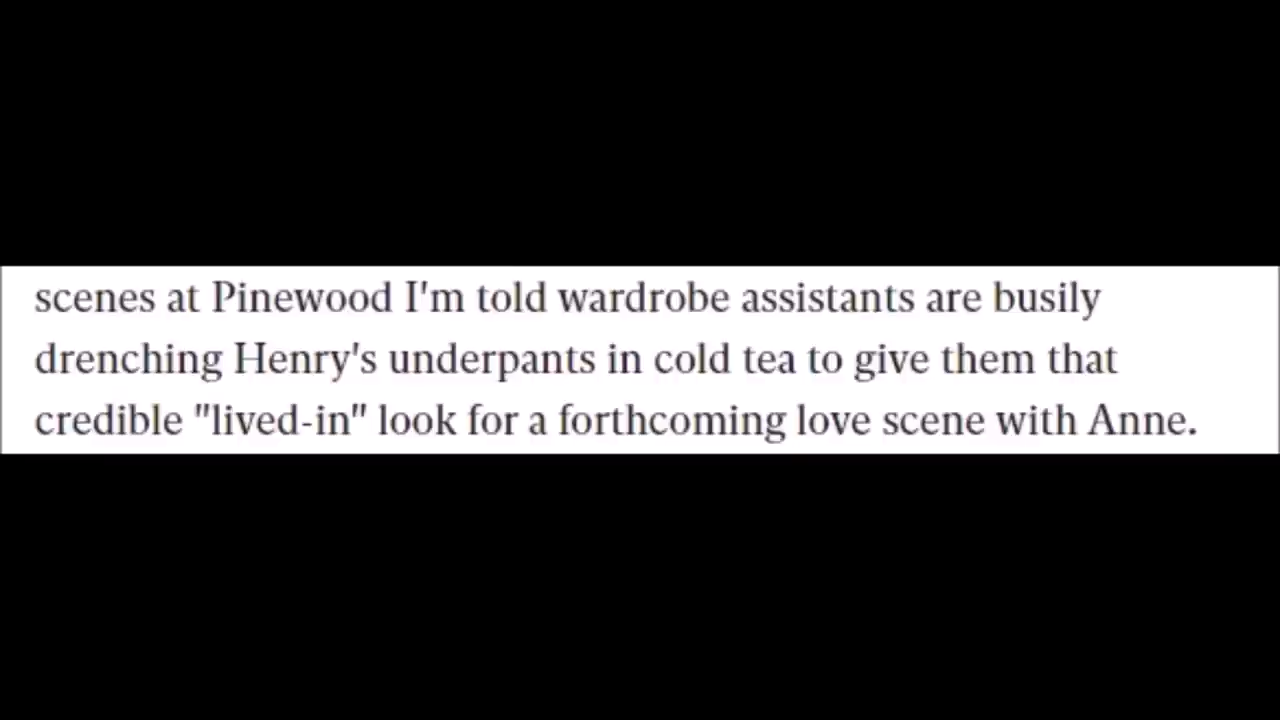 scenes at Pinewood I'm told wardrobe assistants are busily
drenching Henry's underpants in cold tea to give them that
credible "lived-in" look for a forthcoming love scene with Anne.